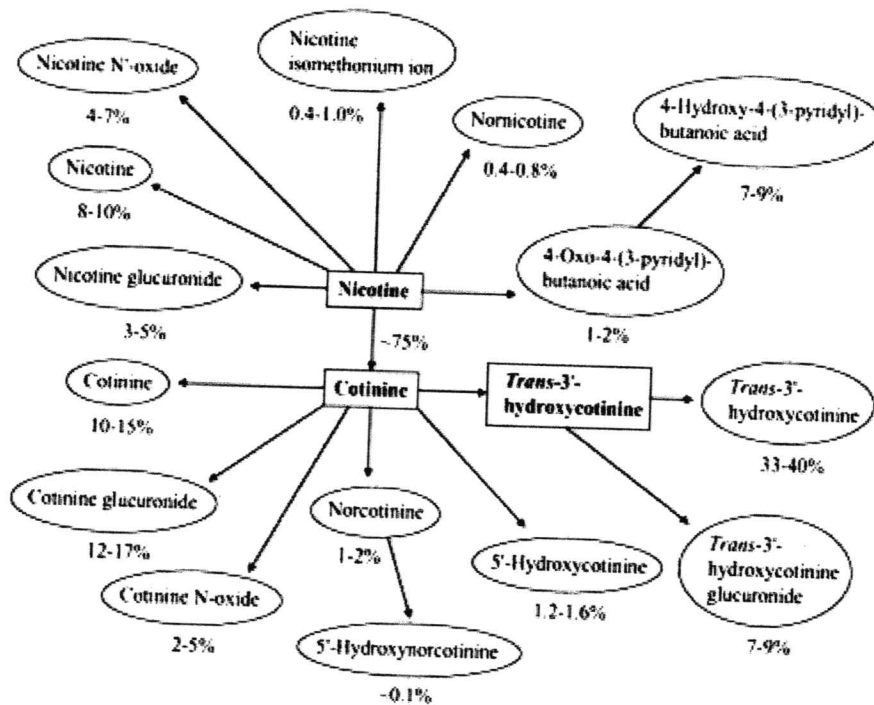 Nicotine N'-oxide
4-7%
Nicotine
isomethonium ion
0.4-1.0%
Nornicotine
0.4-0.8%
4-Hydroxy-4-(3-pyridyl)-
butanoic acid
7-9%
Nicotine
8-10%
4-Oxo-4-(3-pyridyl)-
butanoic acid
1-2%
Nicotine glucuronide
3-5%
Nicotine
~75%
Cotinine
10-15%
Cotinine
Trans-3'-
hydroxycotinine
Trans-3'-
hydroxycotinine
33-40%
Cotinine glucuronide
12-17%
Norcotinine
1-2%
5'-Hydroxycotinine
1.2-1.6%
Trans-3'-
hydroxycotinine
glucuronide
7-9%
Cotinine N-oxide
2-5%
5'-Hydroxynorcotinine
~0.1%